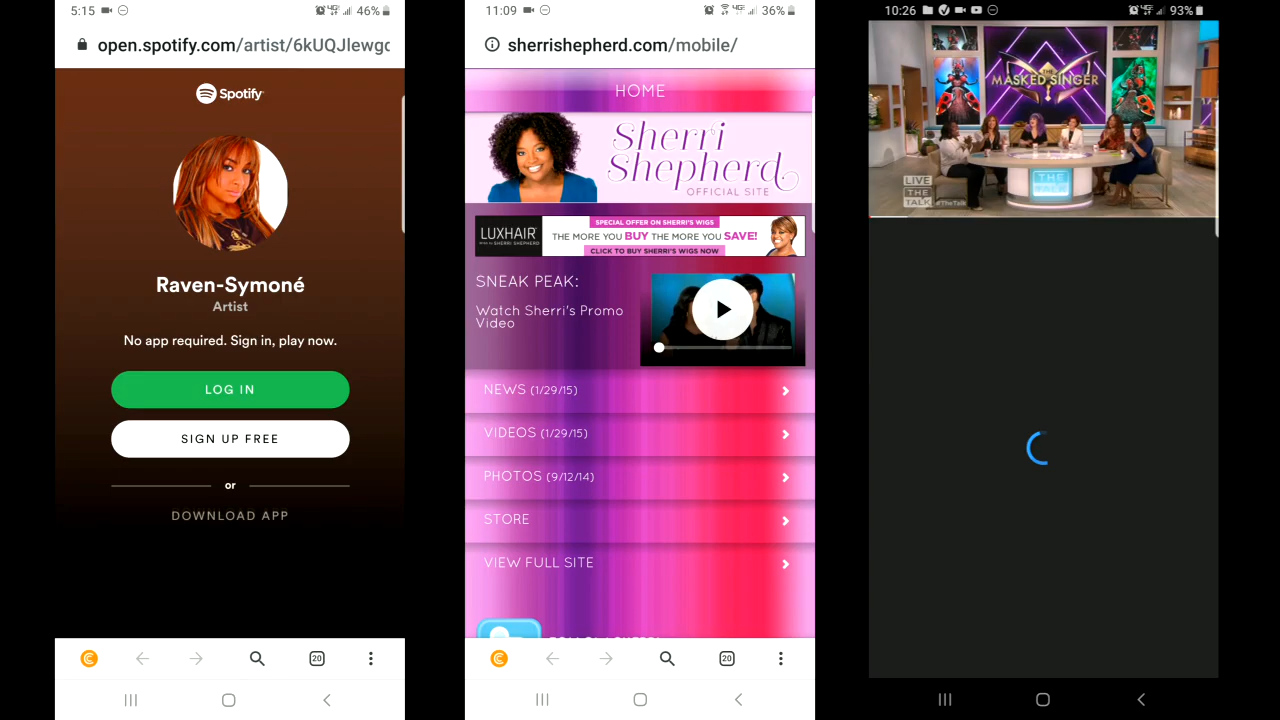 5:15
46%
open.spotify.com/artist/6kUQJlewgc
Spotify
Raven-Symoné
Artist
No app required. Sign in, play now.
LOG IN
SIGN UP FREE
or
DOWNLOAD APP
20
11:09
36%
sherrishepherd.com/mobile/
HOME
Sherri
Shepherd
OFFICIAL SITE
LUXHAIR
SPECIAL OFFER ON SHERRI'S WIGS
THE MORE YOU BUY THE MORE YOU SAVE!
CLICK TO BUY SHERRI'S WIGS NOW
SNEAK PEAK:
Watch Sherri's Promo
Video
NEWS (1/29/15)
VIDEOS (1/29/15)
PHOTOS (9/12/14)
STORE
VIEW FULL SITE
20
10:26
93%
THE
MASKED SINGER
THE
LIVE
THE
TALK
#TheTalk